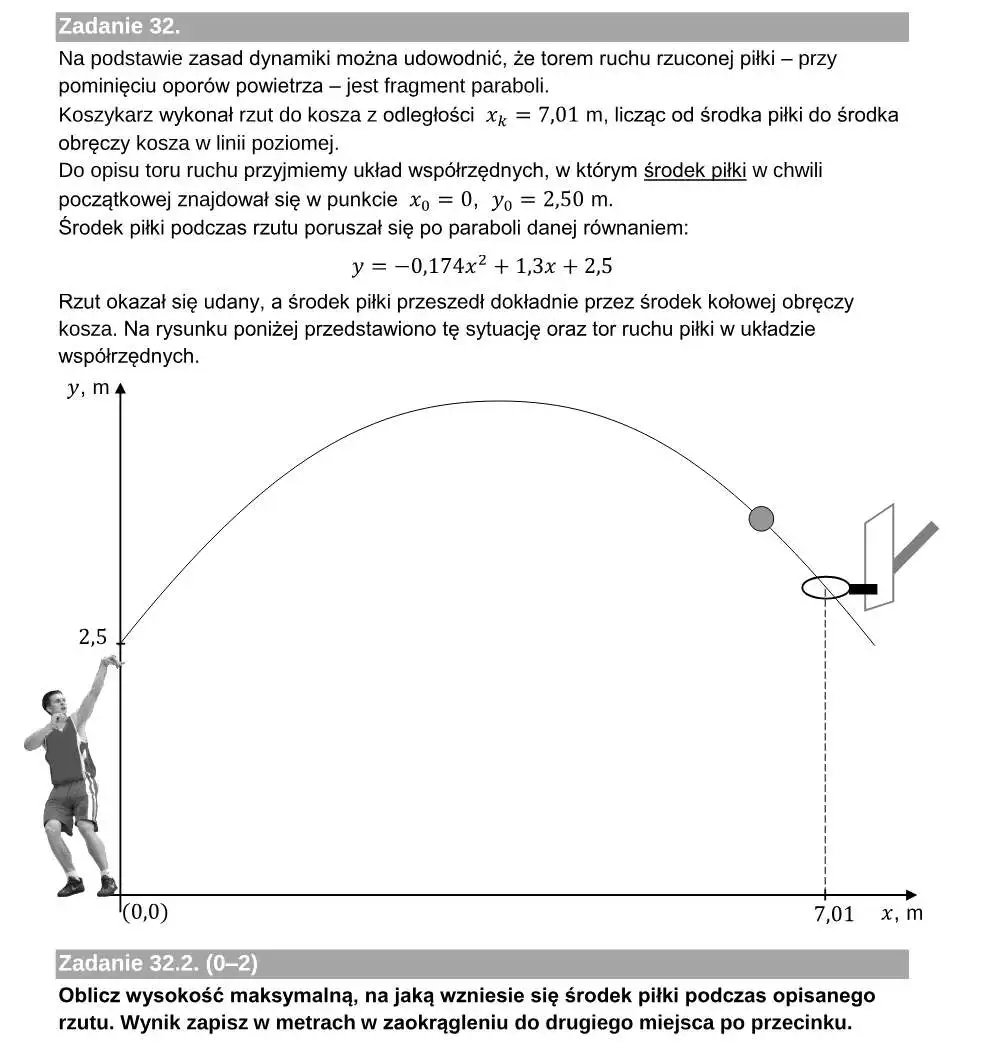 Zadanie 32.
Na podstawie zasad dynamiki można udowodnić, że torem ruchu rzuconej piłki – przy
pominięciu oporów powietrza – jest fragment paraboli.
Koszykarz wykonał rzut do kosza z odległości x_k = 7,01 m, licząc od środka piłki do środka
obręczy kosza w linii poziomej.
Do opisu toru ruchu przyjmiemy układ współrzędnych, w którym środek piłki w chwili
początkowej znajdował się w punkcie x₀ = 0, y₀ = 2,50 m.
Środek piłki podczas rzutu poruszał się po paraboli danej równaniem:
y = −0,174x² + 1,3x + 2,5
Rzut okazał się udany, a środek piłki przeszedł dokładnie przez środek kołowej obręczy
kosza. Na rysunku poniżej przedstawiono tę sytuację oraz tor ruchu piłki w układzie
współrzędnych.
y, m
2,5
(0,0)
7,01
x, m
Zadanie 32.2. (0–2)
Oblicz wysokość maksymalną, na jaką wzniesie się środek piłki podczas opisanego
rzutu. Wynik zapisz w metrach w zaokrągleniu do drugiego miejsca po przecinku.